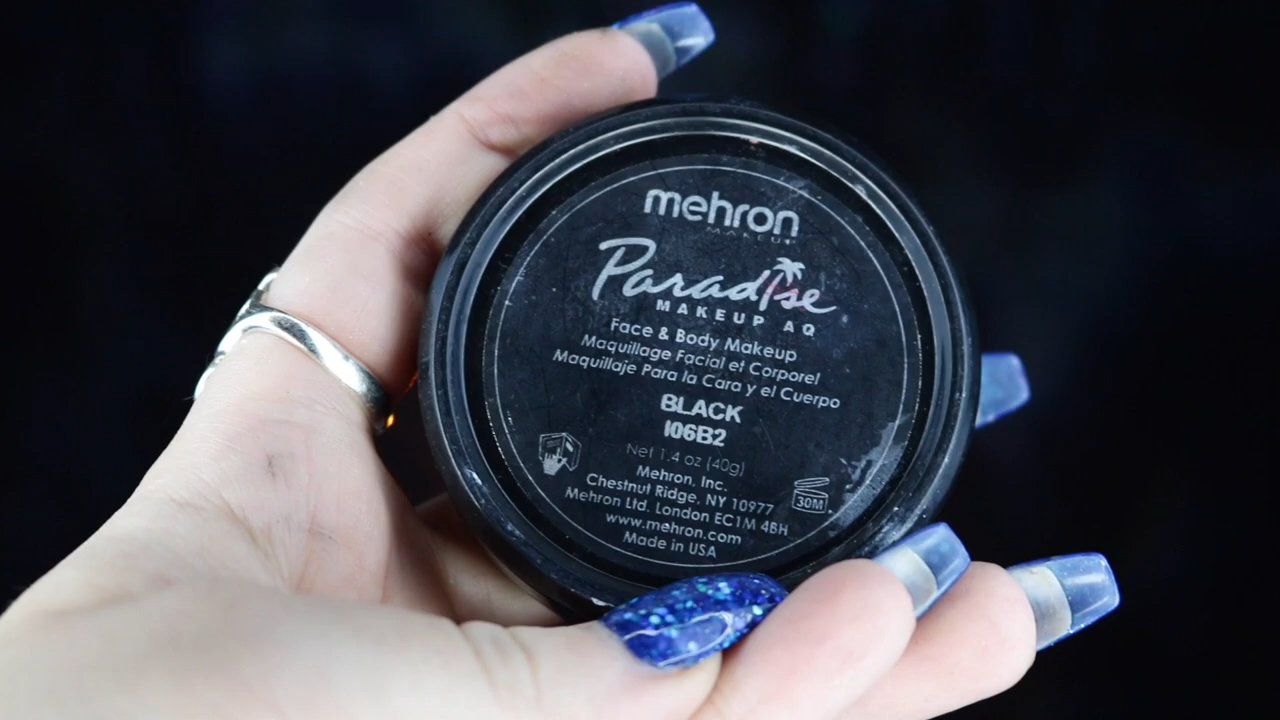 mehron
MAKEUP
Paradise
MAKEUP AQ
Face & Body Makeup
Maquillage Facial et Corporel
Maquillaje Para la Cara y el Cuerpo
BLACK
I06B2
Net 1.4 oz (40g)
Mehron, Inc.
Chestnut Ridge, NY 10977
Mehron Ltd. London EC1M 4BH
www.mehron.com
Made in USA
30M